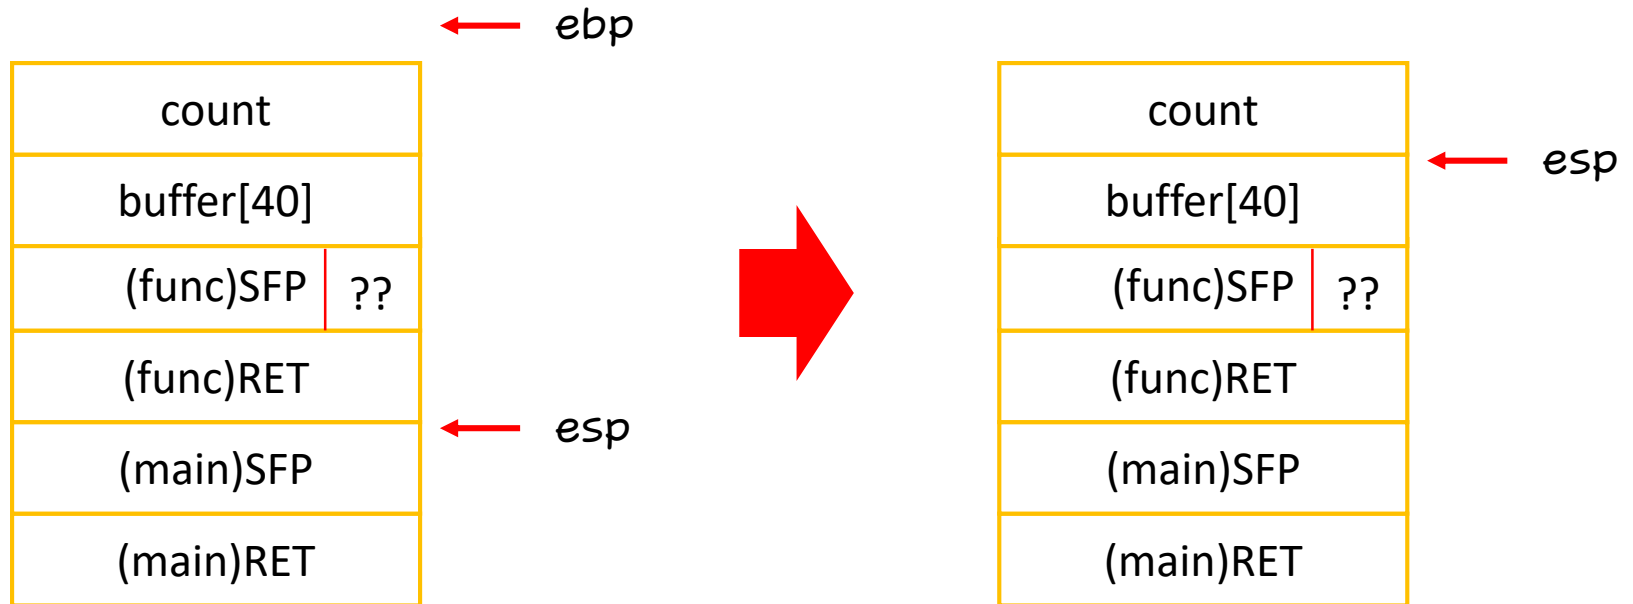 ebp
count
buffer[40]
(func)SFP ??
(func)RET
esp
(main)SFP
(main)RET
count
esp
buffer[40]
(func)SFP ??
(func)RET
(main)SFP
(main)RET